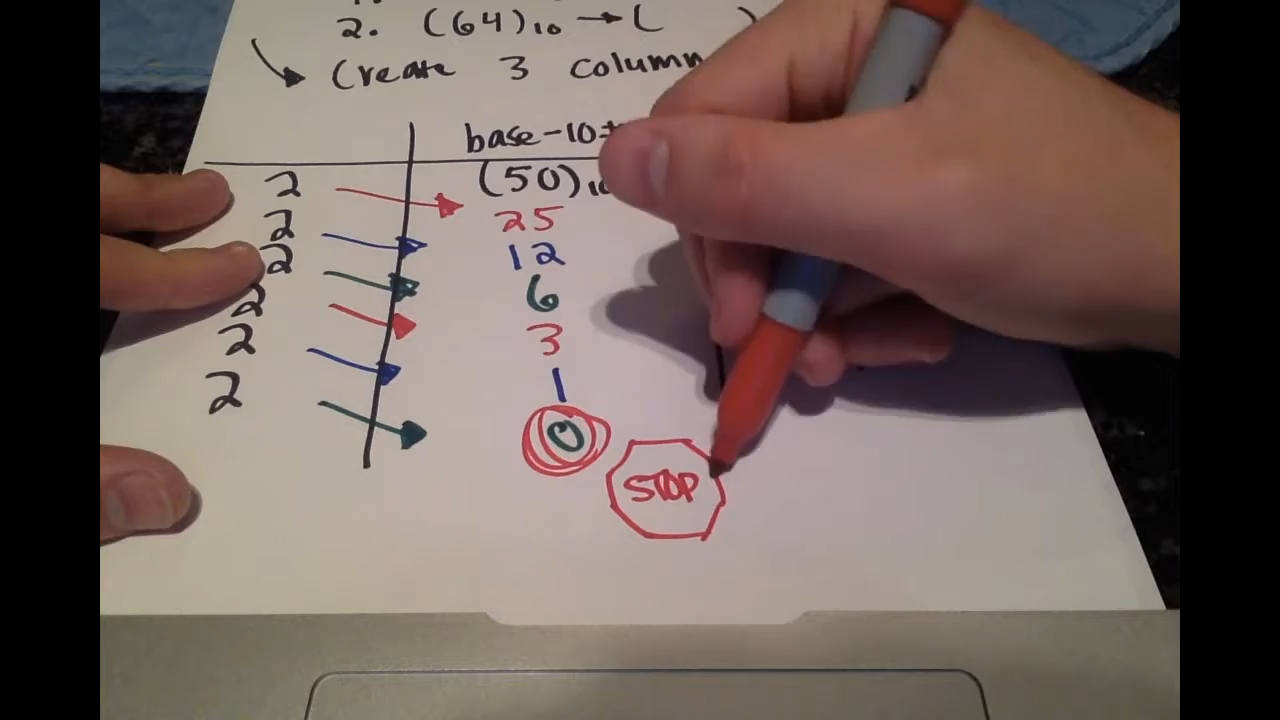 2. (64)₁₀ → ( )
Create 3 column
base-10
2 (50)₁₀
2 25
2 12
2 6
2 3
2 1
0
STOP